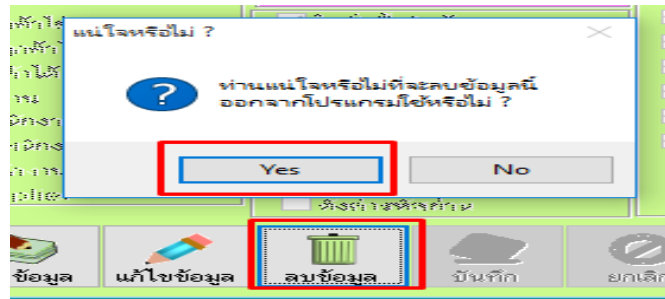 แน่ใจหรือไม่ ?
ท่านแน่ใจหรือไม่ที่จะลบข้อมูลนี้
ออกจากโปรแกรมใช้หรือไม่ ?
Yes
No
ข้อมูล
แก้ไขข้อมูล
ลบข้อมูล
บันทึก
ยกเลิก